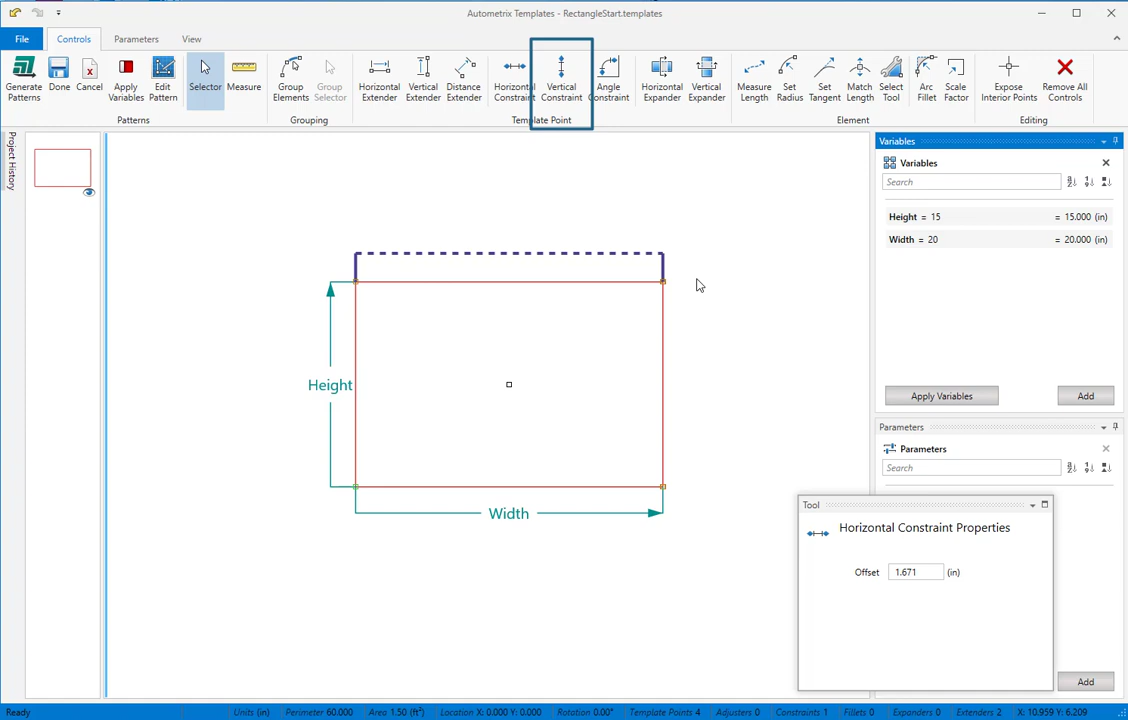 Autometrix Templates - RectangleStart.templates
File Controls Parameters View
Generate Patterns
Done
Cancel
Apply Variables
Edit Pattern
Selector
Measure
Group Elements
Group Selector
Horizontal Extender
Vertical Extender
Distance Extender
Horizontal Constraint
Vertical Constraint
Angle Constraint
Horizontal Expander
Vertical Expander
Measure Length
Set Radius
Set Tangent
Match Length
Select Tool
Arc Fillet
Scale Factor
Expose Interior Points
Remove All Controls
Patterns Grouping Template Point Element Editing
Project History
Variables
Variables
Search
Height = 15 = 15.000 (in)
Width = 20 = 20.000 (in)
Apply Variables Add
Parameters
Parameters
Search
Height
Width
Tool
Horizontal Constraint Properties
Offset 1.671 (in)
Add
Ready Units (in) Perimeter 60.000 Area 1.50 (ft²) Location X: 0.000 Y: 0.000 Rotation 0.00° Template Points 4 Adjusters 0 Constraints 1 Fillets 0 Expanders 0 Extenders 2 X: 10.959 Y: 6.209